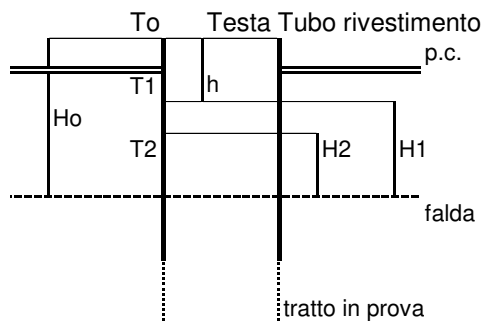 To Testa Tubo rivestimento
p.c.
T1 h
Ho
T2 H2 H1
falda
tratto in prova